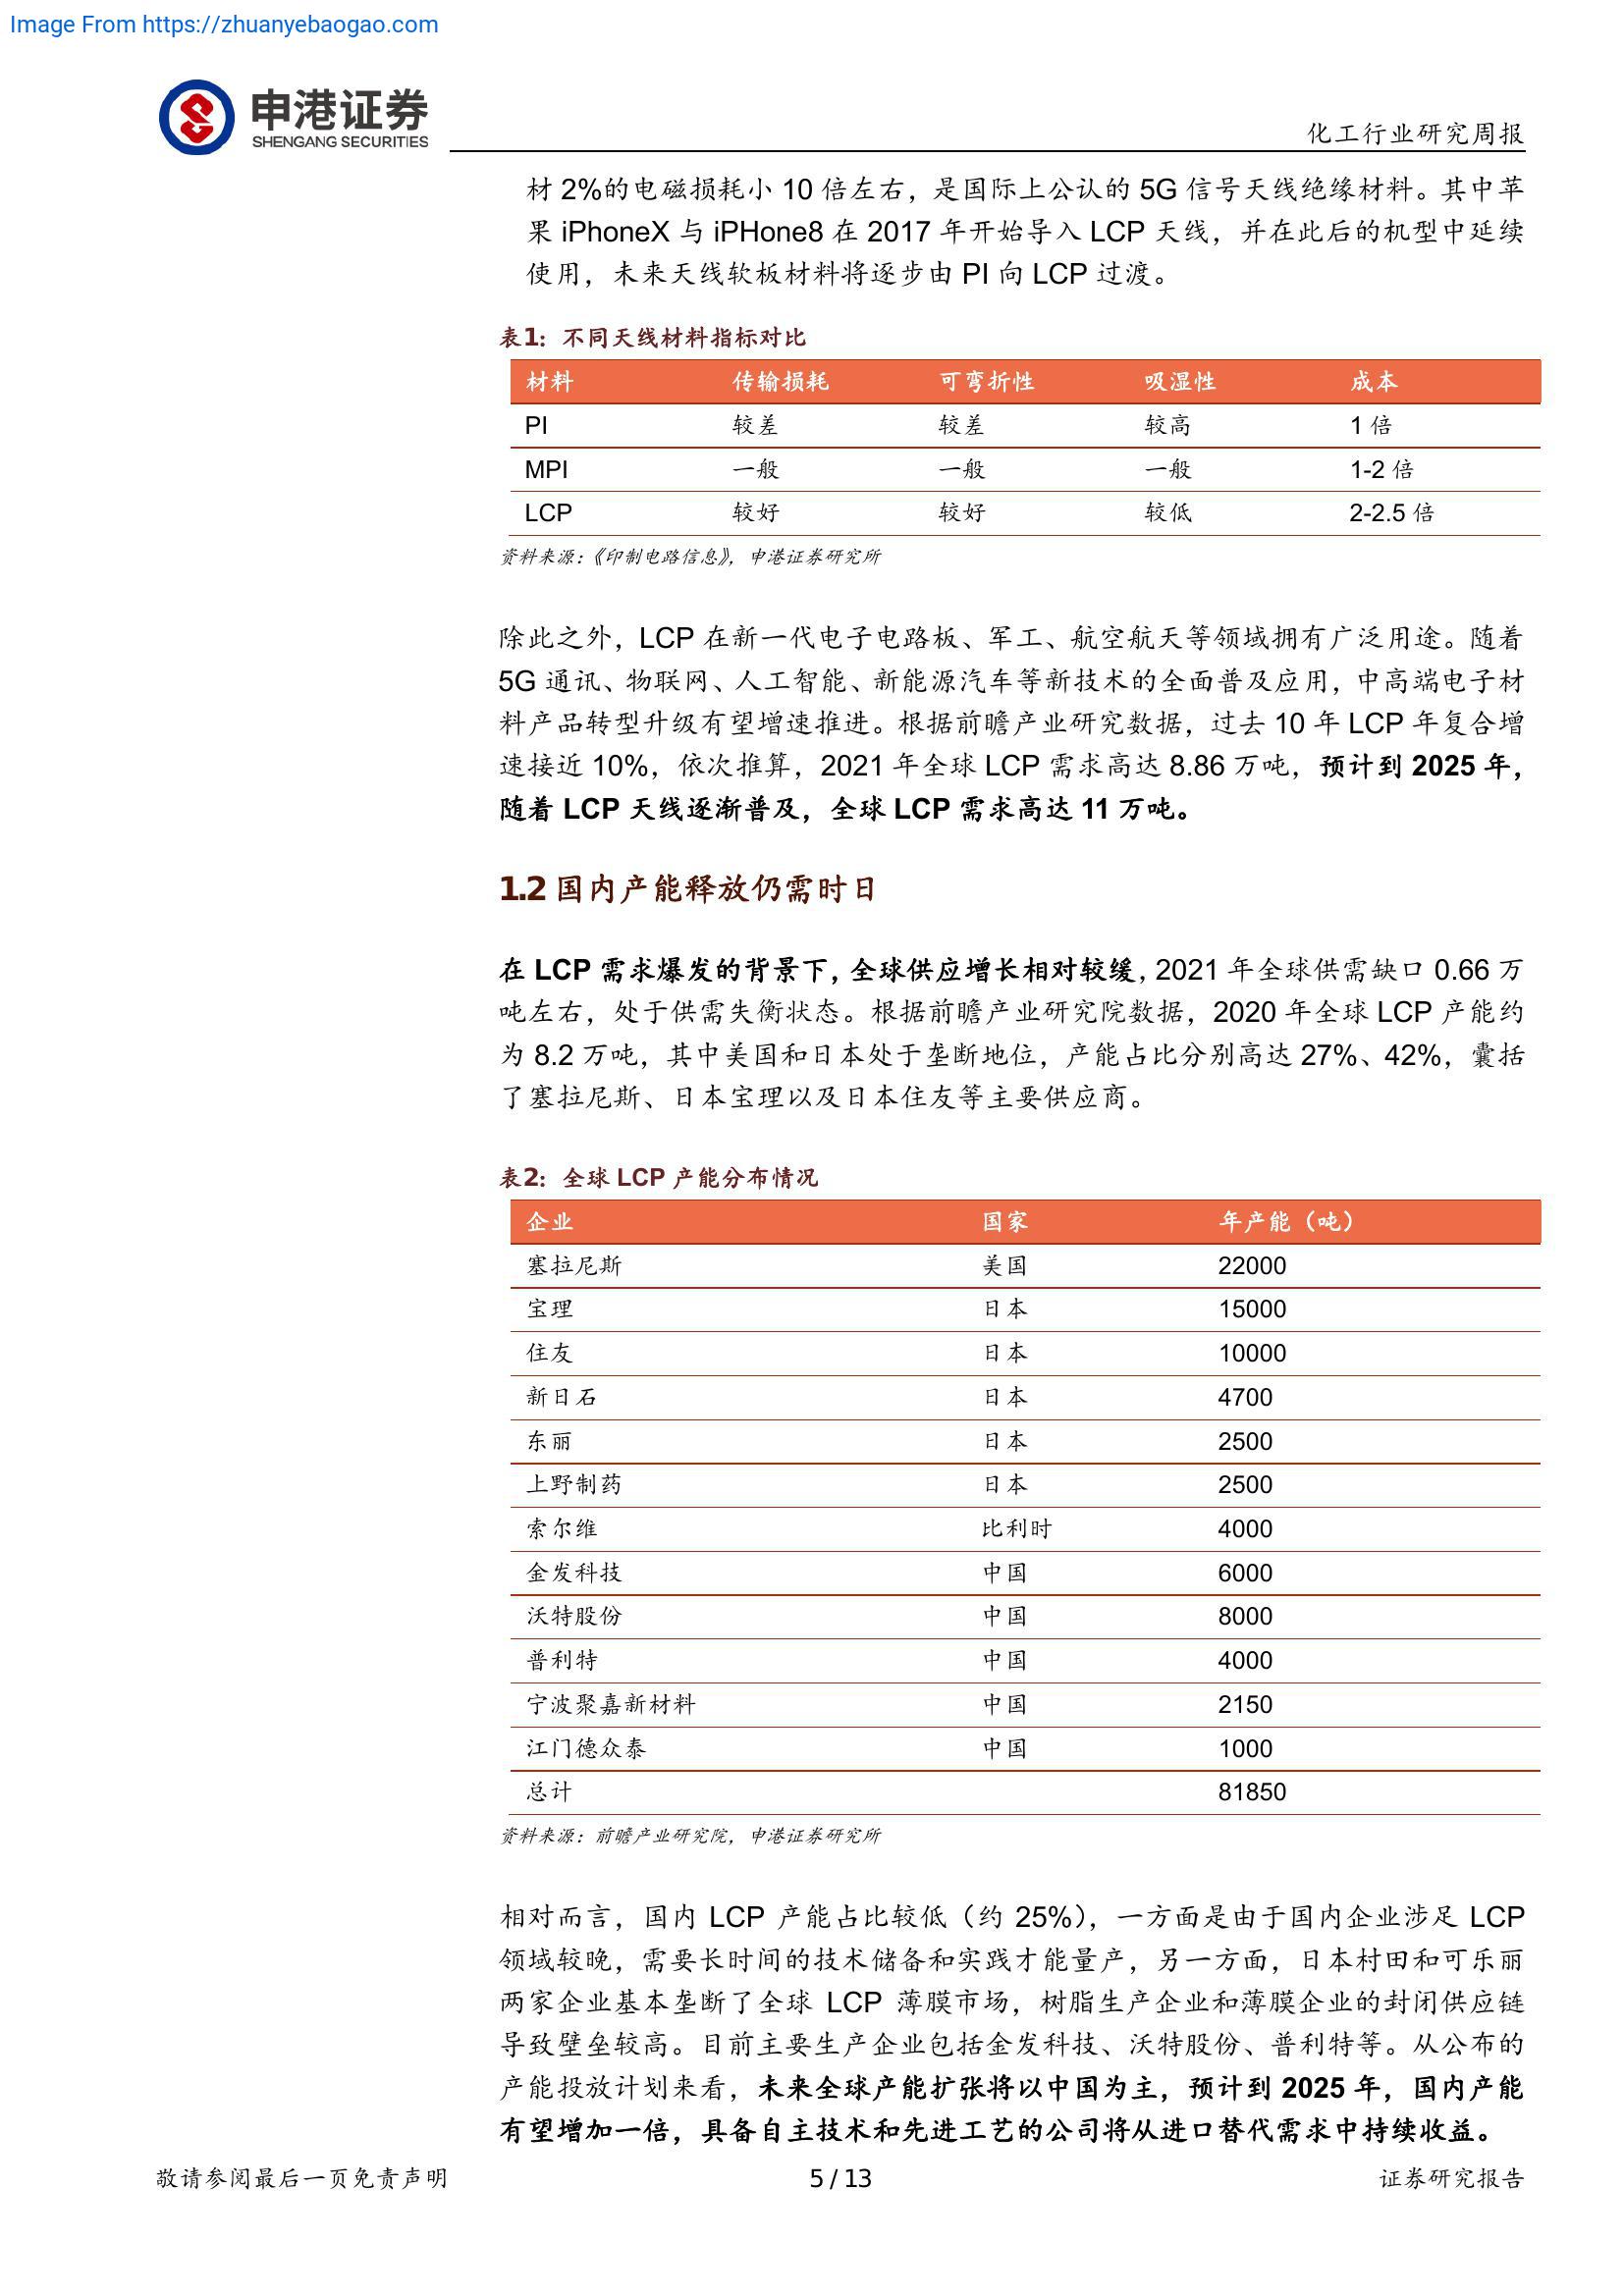 Image From https://zhuanyebaogao.com
申港证券
SHENGANG SECURITIES
化工行业研究周报
材 2%的电磁损耗小 10 倍左右，是国际上公认的 5G 信号天线绝缘材料。其中苹
果 iPhoneX 与 iPHone8 在 2017 年开始导入 LCP 天线，并在此后的机型中延续
使用，未来天线软板材料将逐步由 PI 向 LCP 过渡。
表1：不同天线材料指标对比
材料 传输损耗 可弯折性 吸湿性 成本
PI 较差 较差 较高 1 倍
MPI 一般 一般 一般 1-2 倍
LCP 较好 较好 较低 2-2.5 倍
资料来源：《印制电路信息》，申港证券研究所
除此之外，LCP 在新一代电子电路板、军工、航空航天等领域拥有广泛用途。随着
5G 通讯、物联网、人工智能、新能源汽车等新技术的全面普及应用，中高端电子材
料产品转型升级有望增速推进。根据前瞻产业研究数据，过去 10 年 LCP 年复合增
速接近 10%，依次推算，2021 年全球 LCP 需求高达 8.86 万吨，预计到 2025 年，
随着 LCP 天线逐渐普及，全球 LCP 需求高达 11 万吨。
1.2 国内产能释放仍需时日
在 LCP 需求爆发的背景下，全球供应增长相对较缓，2021 年全球供需缺口 0.66 万
吨左右，处于供需失衡状态。根据前瞻产业研究院数据，2020 年全球 LCP 产能约
为 8.2 万吨，其中美国和日本处于垄断地位，产能占比分别高达 27%、42%，囊括
了塞拉尼斯、日本宝理以及日本住友等主要供应商。
表2：全球 LCP 产能分布情况
企业 国家 年产能（吨）
塞拉尼斯 美国 22000
宝理 日本 15000
住友 日本 10000
新日石 日本 4700
东丽 日本 2500
上野制药 日本 2500
索尔维 比利时 4000
金发科技 中国 6000
沃特股份 中国 8000
普利特 中国 4000
宁波聚嘉新材料 中国 2150
江门德众泰 中国 1000
总计 81850
资料来源：前瞻产业研究院，申港证券研究所
相对而言，国内 LCP 产能占比较低（约 25%），一方面是由于国内企业涉足 LCP
领域较晚，需要长时间的技术储备和实践才能量产，另一方面，日本村田和可乐丽
两家企业基本垄断了全球 LCP 薄膜市场，树脂生产企业和薄膜企业的封闭供应链
导致壁垒较高。目前主要生产企业包括金发科技、沃特股份、普利特等。从公布的
产能投放计划来看，未来全球产能扩张将以中国为主，预计到 2025 年，国内产能
有望增加一倍，具备自主技术和先进工艺的公司将从进口替代需求中持续收益。
敬请参阅最后一页免责声明 5 / 13 证券研究报告